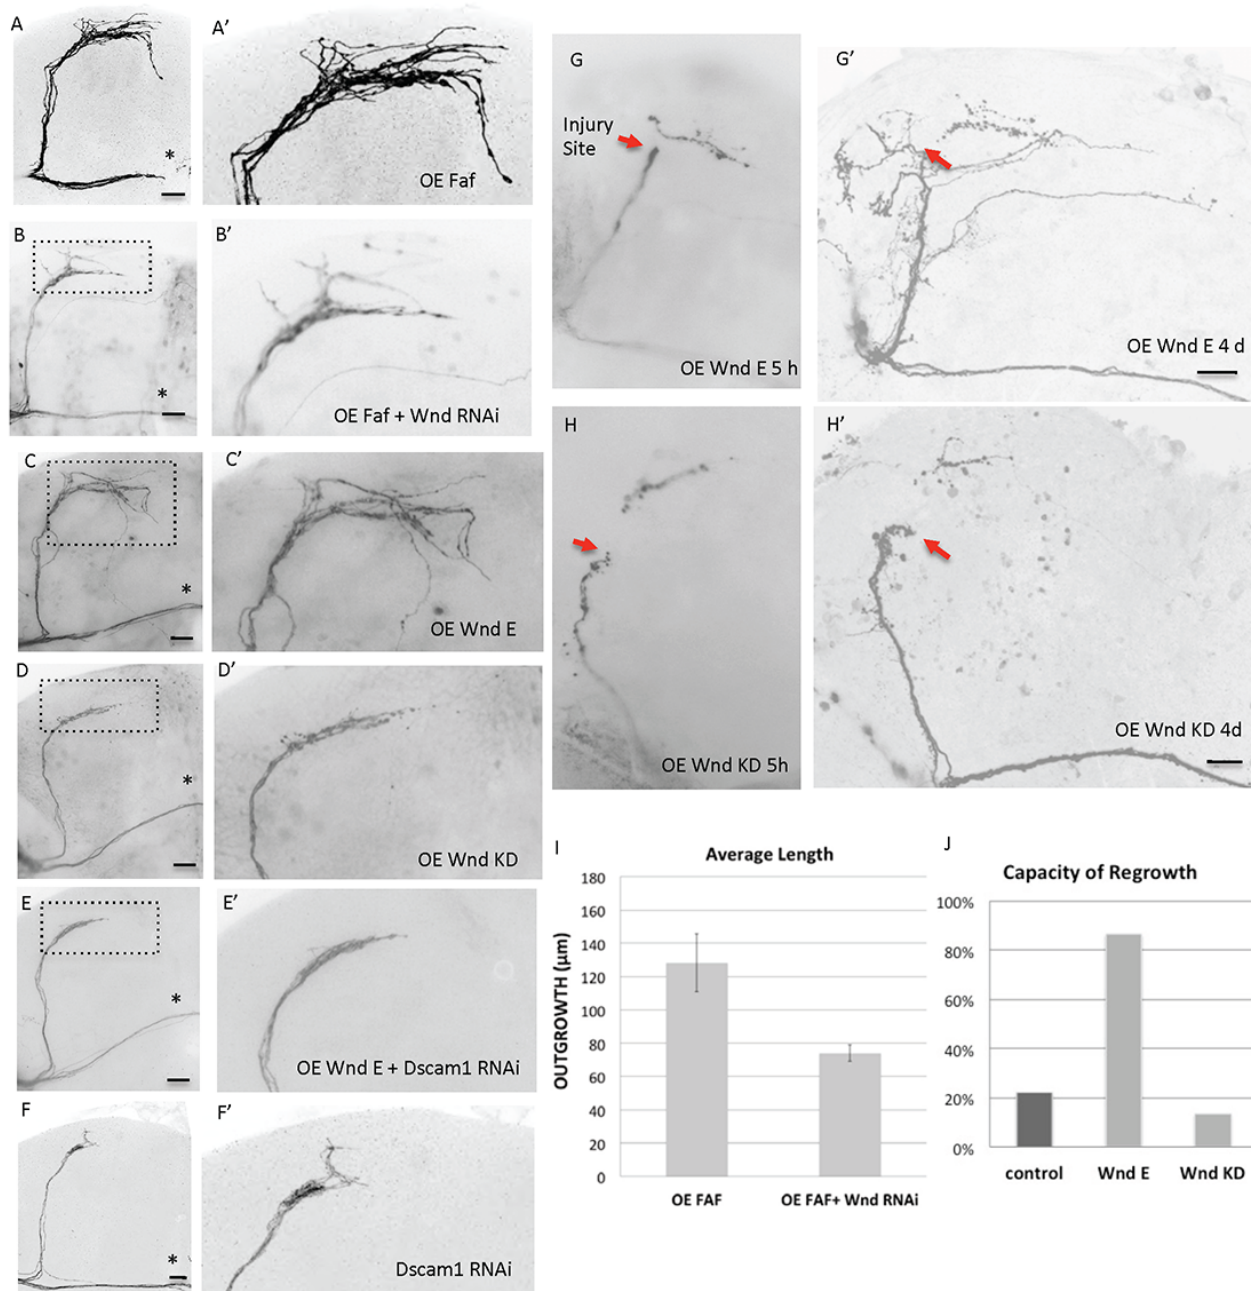 A
A′
OE Faf
*
B
B′
OE Faf + Wnd RNAi
*
C
C′
OE Wnd E
*
D
D′
OE Wnd KD
*
E
E′
OE Wnd E + Dscam1 RNAi
*
F
F′
Dscam1 RNAi
*
G
Injury
Site
OE Wnd E 5 h
G′
OE Wnd E 4 d
H
OE Wnd KD 5h
H′
OE Wnd KD 4d
I
Average Length
OUTGROWTH (µm)
180
160
140
120
100
80
60
40
20
0
OE FAF
OE FAF+ Wnd RNAi
J
Capacity of Regrowth
100%
80%
60%
40%
20%
0%
control
Wnd E
Wnd KD